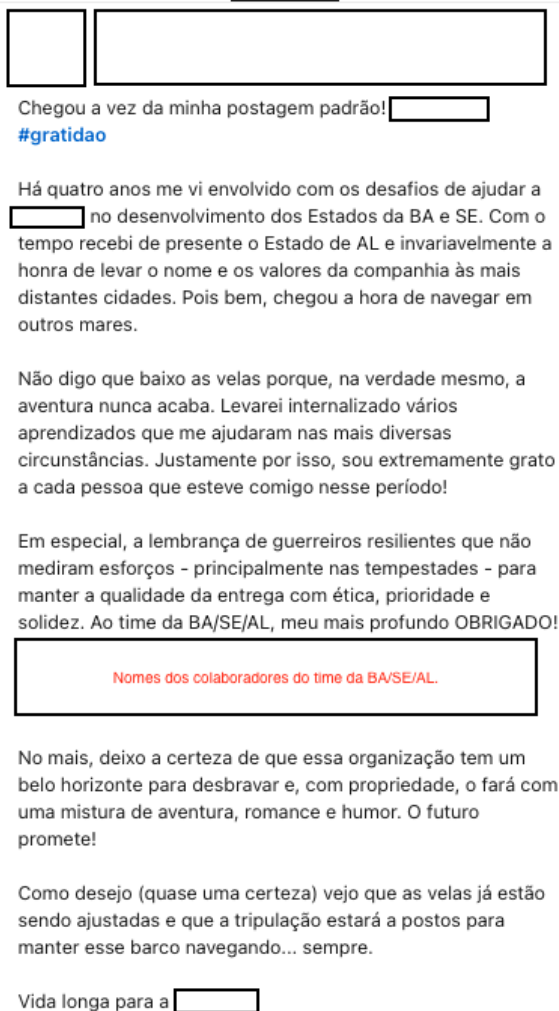 Chegou a vez da minha postagem padrão!
#gratidao
Há quatro anos me vi envolvido com os desafios de ajudar a
no desenvolvimento dos Estados da BA e SE. Com o
tempo recebi de presente o Estado de AL e invariavelmente a
honra de levar o nome e os valores da companhia às mais
distantes cidades. Pois bem, chegou a hora de navegar em
outros mares.
Não digo que baixo as velas porque, na verdade mesmo, a
aventura nunca acaba. Levarei internalizado vários
aprendizados que me ajudaram nas mais diversas
circunstâncias. Justamente por isso, sou extremamente grato
a cada pessoa que esteve comigo nesse período!
Em especial, a lembrança de guerreiros resilientes que não
mediram esforços - principalmente nas tempestades - para
manter a qualidade da entrega com ética, prioridade e
solidez. Ao time da BA/SE/AL, meu mais profundo OBRIGADO!
Nomes dos colaboradores do time da BA/SE/AL.
No mais, deixo a certeza de que essa organização tem um
belo horizonte para desbravar e, com propriedade, o fará com
uma mistura de aventura, romance e humor. O futuro
promete!
Como desejo (quase uma certeza) vejo que as velas já estão
sendo ajustadas e que a tripulação estará a postos para
manter esse barco navegando... sempre.
Vida longa para a